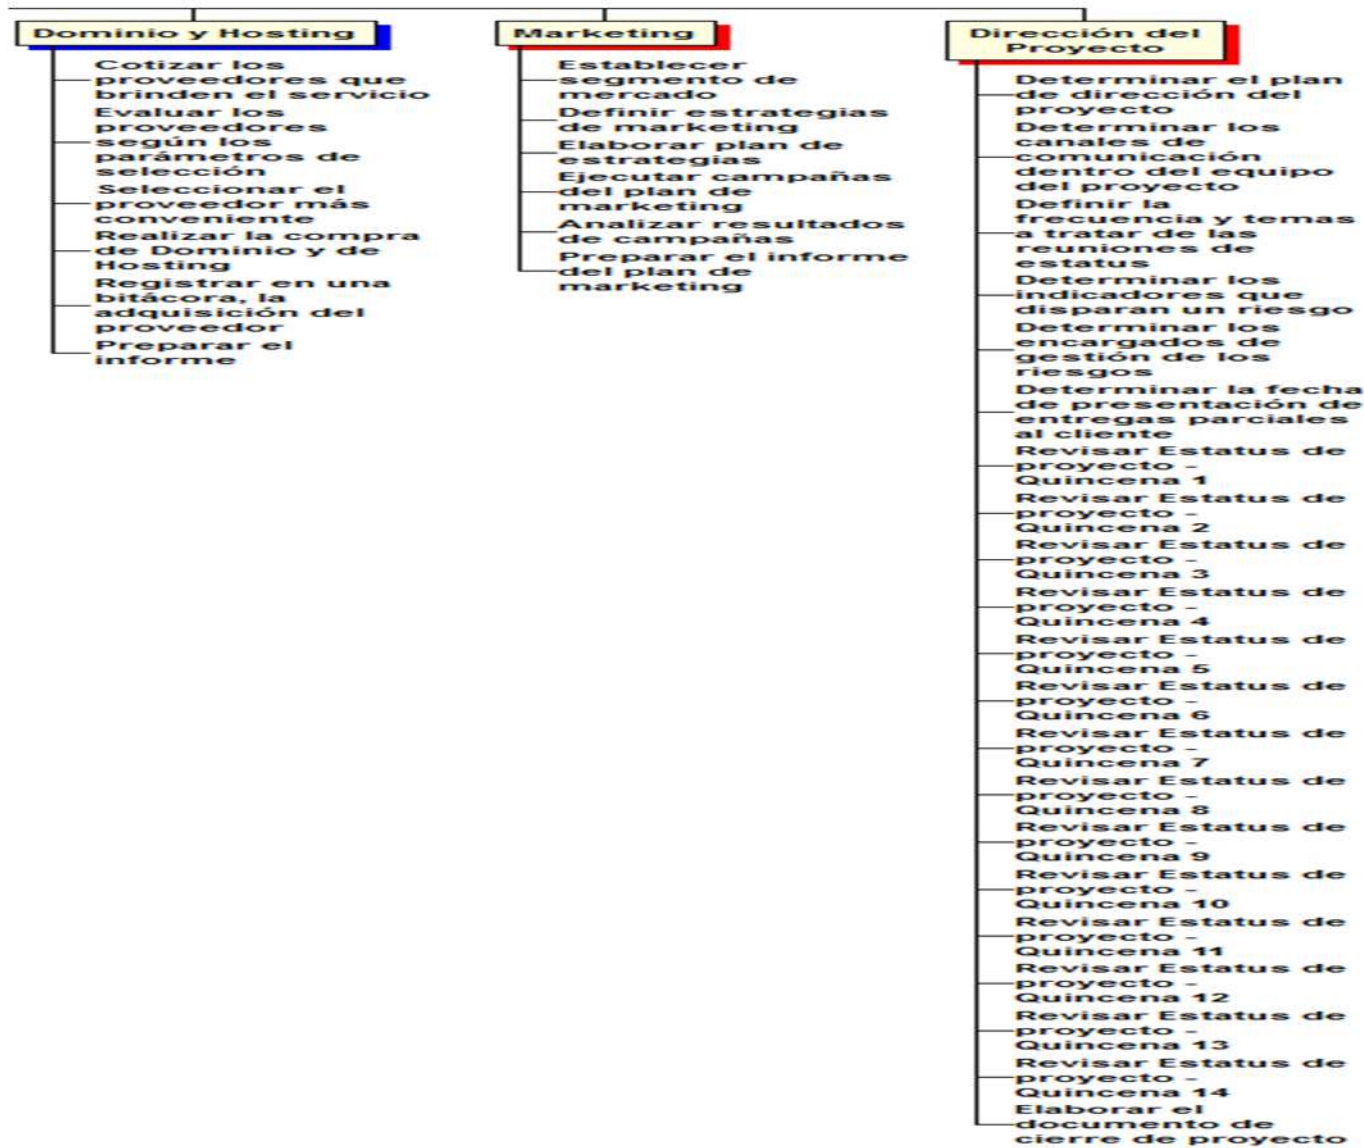 Dominio y Hosting
Cotizar los
proveedores que
brinden el servicio
Evaluar los
proveedores
según los
parámetros de
selección
Seleccionar el
proveedor más
conveniente
Realizar la compra
de Dominio y de
Hosting
Registrar en una
bitácora, la
adquisición del
proveedor
Preparar el
informe
Marketing
Establecer
segmento de
mercado
Definir estrategias
de marketing
Elaborar plan de
estrategias
Ejecutar campañas
del plan de
marketing
Analizar resultados
de campañas
Preparar el informe
del plan de
marketing
Dirección del
Proyecto
Determinar el plan
de dirección del
proyecto
Determinar los
canales de
comunicación
dentro del equipo
del proyecto
Definir la
frecuencia y temas
a tratar de las
reuniones de
estatus
Determinar los
indicadores que
disparan un riesgo
Determinar los
encargados de
gestión de los
riesgos
Determinar la fecha
de presentación de
entregas parciales
al cliente
Revisar Estatus de
proyecto -
Quincena 1
Revisar Estatus de
proyecto -
Quincena 2
Revisar Estatus de
proyecto -
Quincena 3
Revisar Estatus de
proyecto -
Quincena 4
Revisar Estatus de
proyecto -
Quincena 5
Revisar Estatus de
proyecto -
Quincena 6
Revisar Estatus de
proyecto -
Quincena 7
Revisar Estatus de
proyecto -
Quincena 8
Revisar Estatus de
proyecto -
Quincena 9
Revisar Estatus de
proyecto -
Quincena 10
Revisar Estatus de
proyecto -
Quincena 11
Revisar Estatus de
proyecto -
Quincena 12
Revisar Estatus de
proyecto -
Quincena 13
Revisar Estatus de
proyecto -
Quincena 14
Elaborar el
documento de
cierre de proyecto